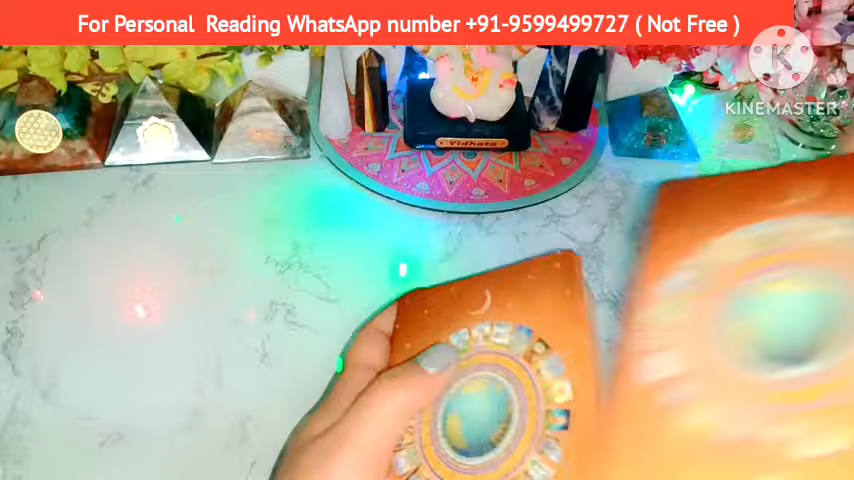 For Personal Reading WhatsApp number +91-9599499727 ( Not Free )
K
KINEMASTER
Vidhata